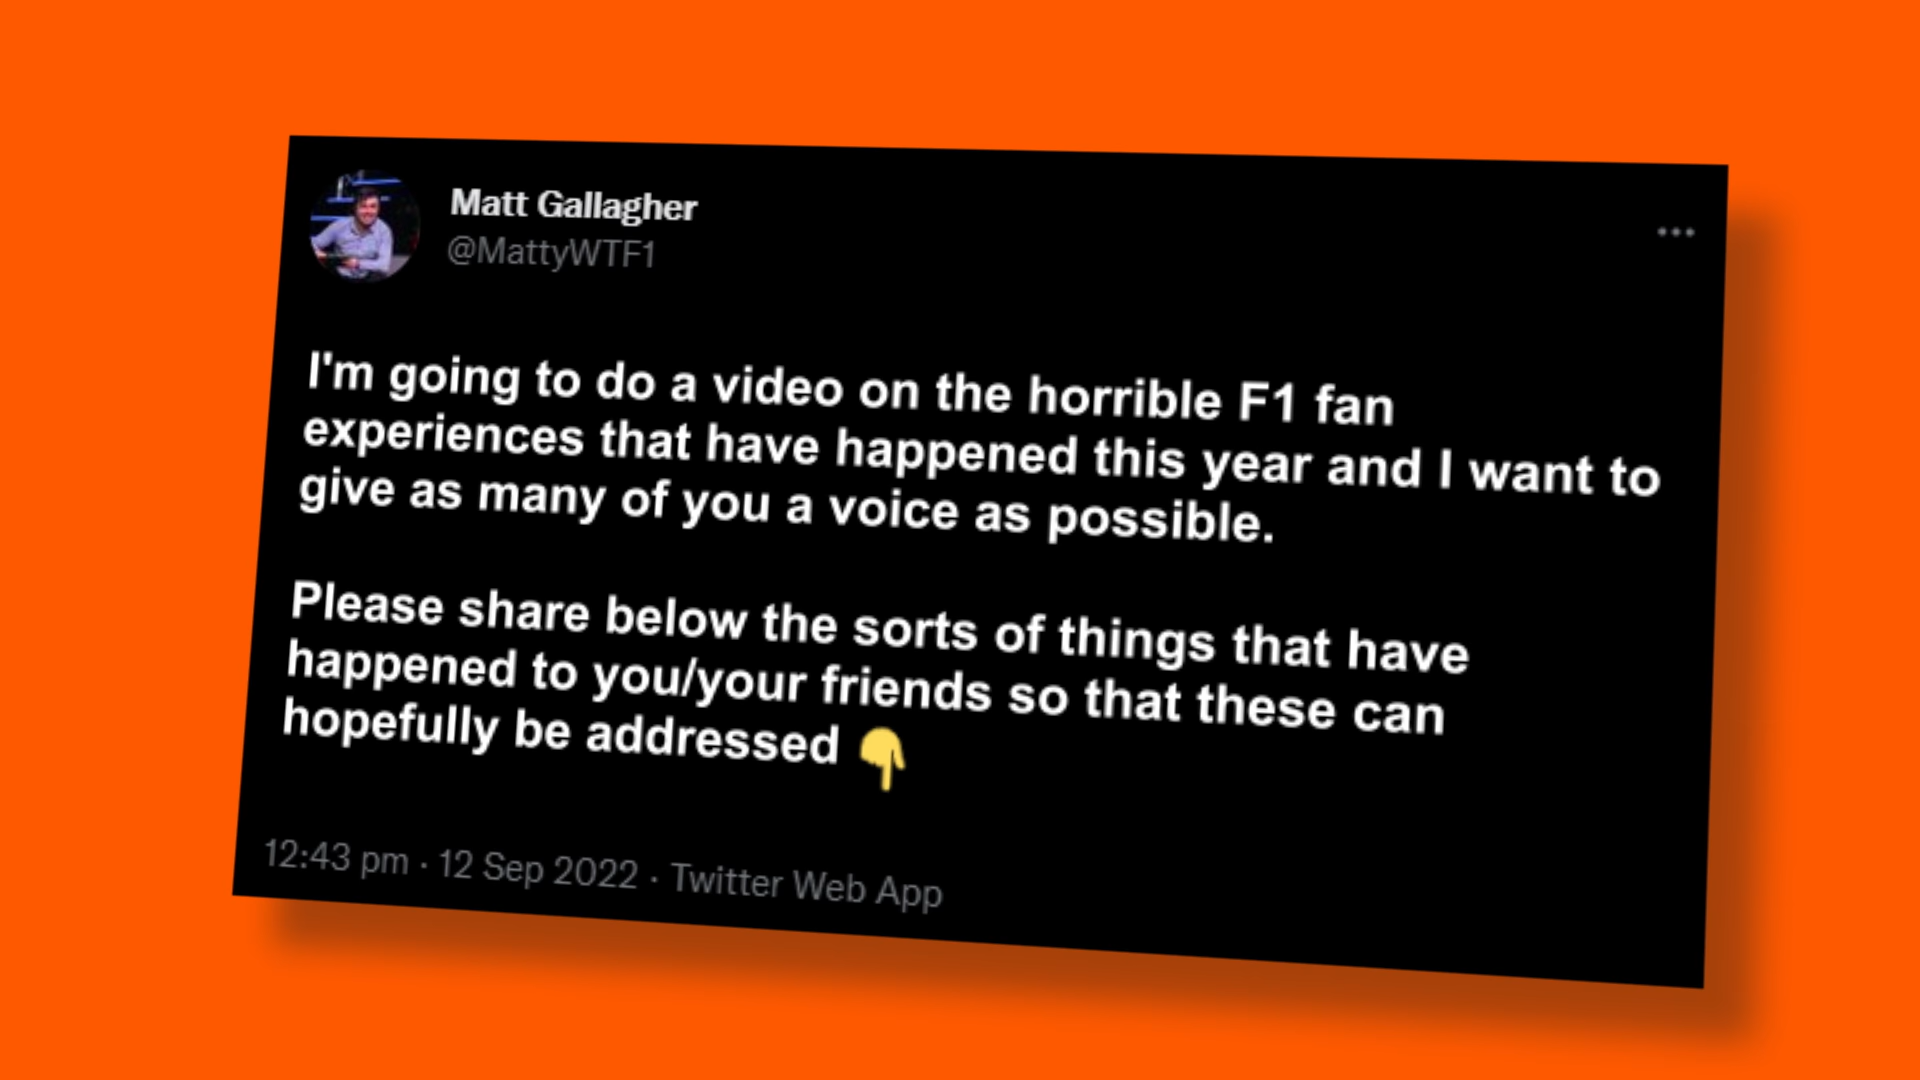 Matt Gallagher
@MattyWTF1
I'm going to do a video on the horrible F1 fan
experiences that have happened this year and I want to
give as many of you a voice as possible.
Please share below the sorts of things that have
happened to you/your friends so that these can
hopefully be addressed 👇
12:43 pm · 12 Sep 2022 · Twitter Web App